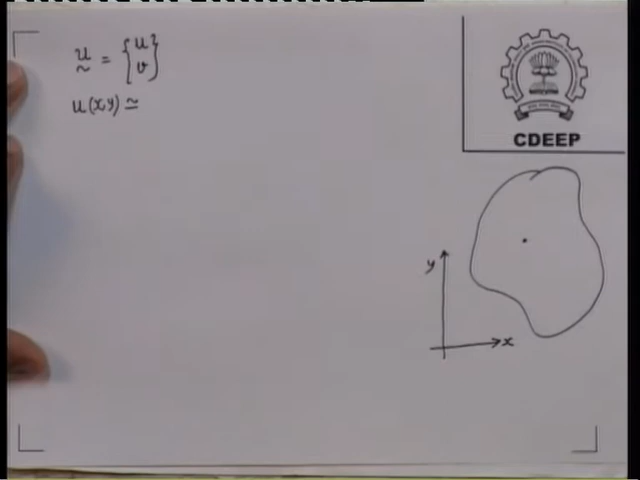 ṵ = {u v}
u(x,y) ≃
CDEEP
y
x